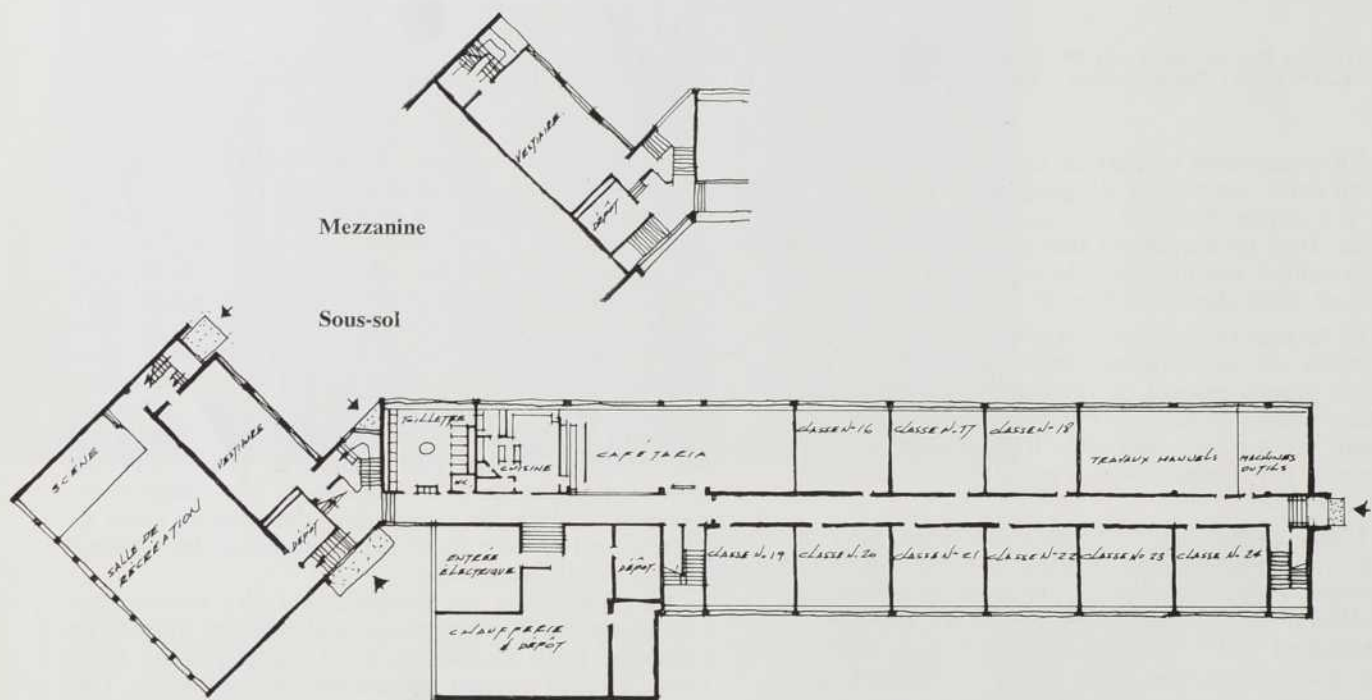 VESTIAIRE
DÉPÔT
Mezzanine
Sous-sol
SCÈNE
SALLE DE
RÉCRÉATION
VESTIAIRE
DÉPÔT
TOILETTE
W.C.
CUISINE
CAFÉTARIA
CLASSE No 16
CLASSE No 17
CLASSE No 18
TRAVAUX MANUELS
MACHINES
OUTILS
ENTRÉE
ÉLECTRIQUE
DÉPÔT.
CLASSE No 19
CLASSE No 20
CLASSE No 21
CLASSE No 22
CLASSE No 23
CLASSE No 24
CHAUFFERIE
& DÉPÔT